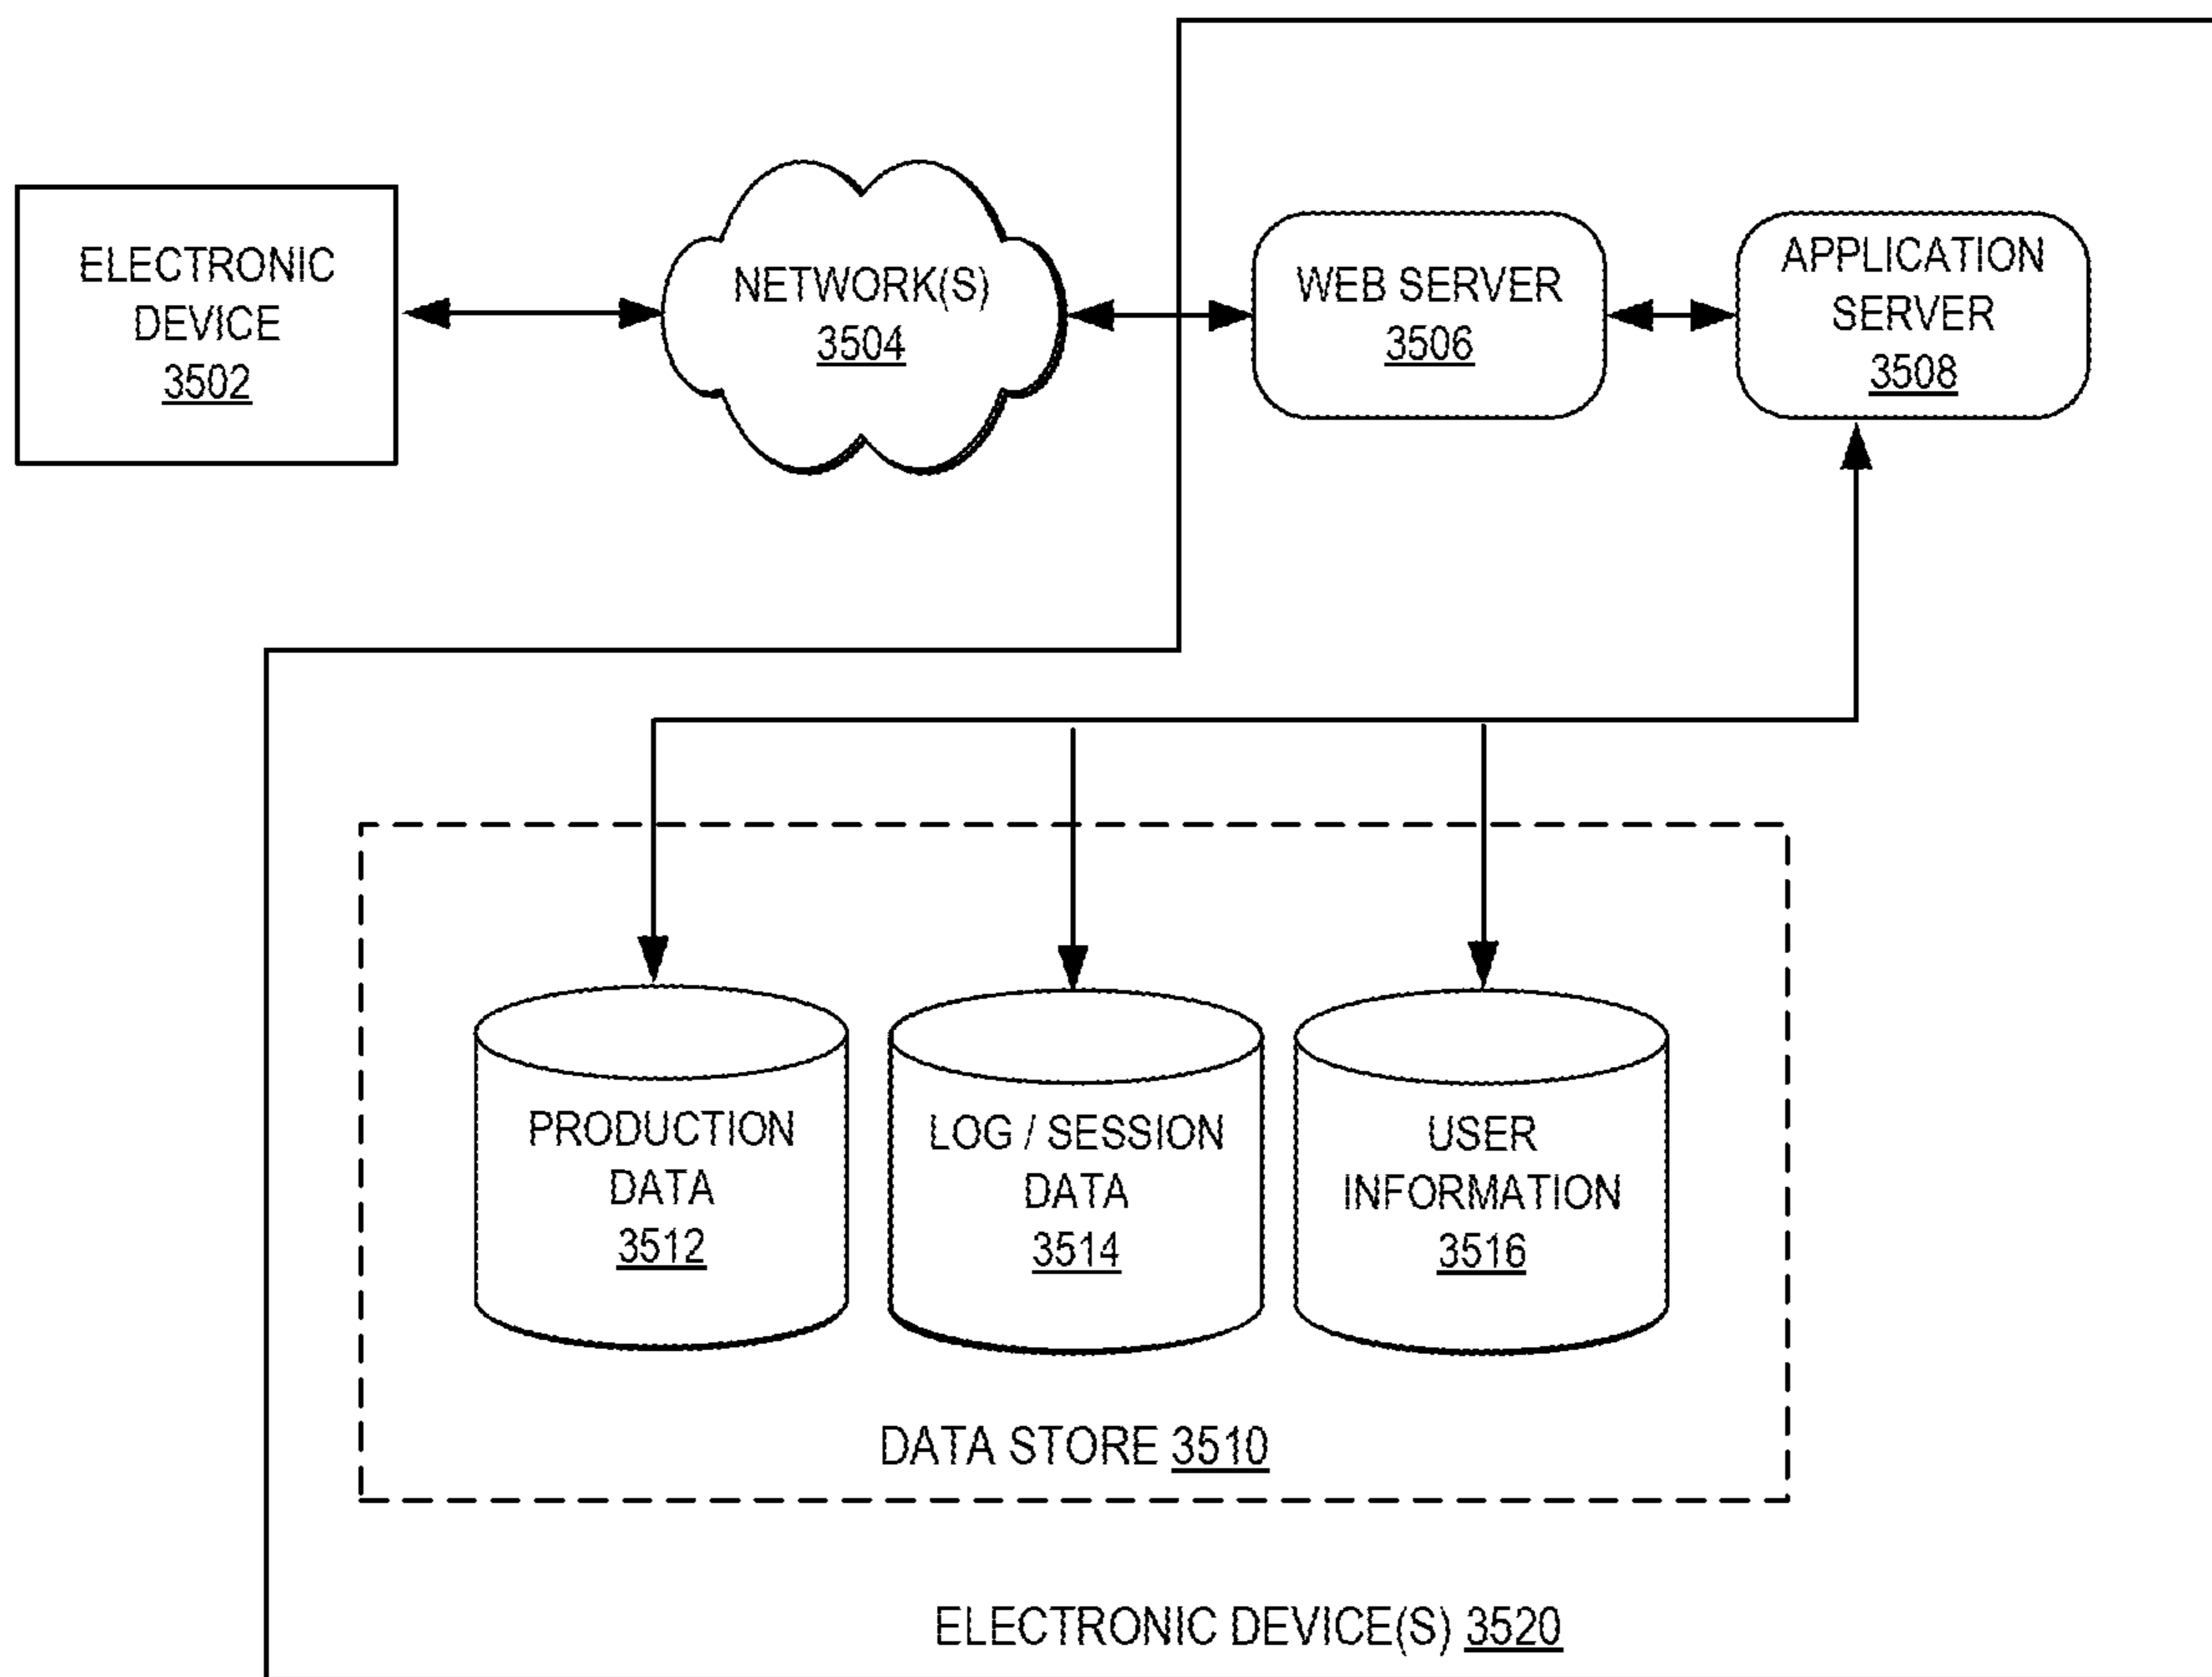 ELECTRONIC
DEVICE
3502
NETWORK(S)
3504
WEB SERVER
3506
APPLICATION
SERVER
3508
PRODUCTION
DATA
3512
LOG / SESSION
DATA
3514
USER
INFORMATION
3516
DATA STORE 3510
ELECTRONIC DEVICE(S) 3520